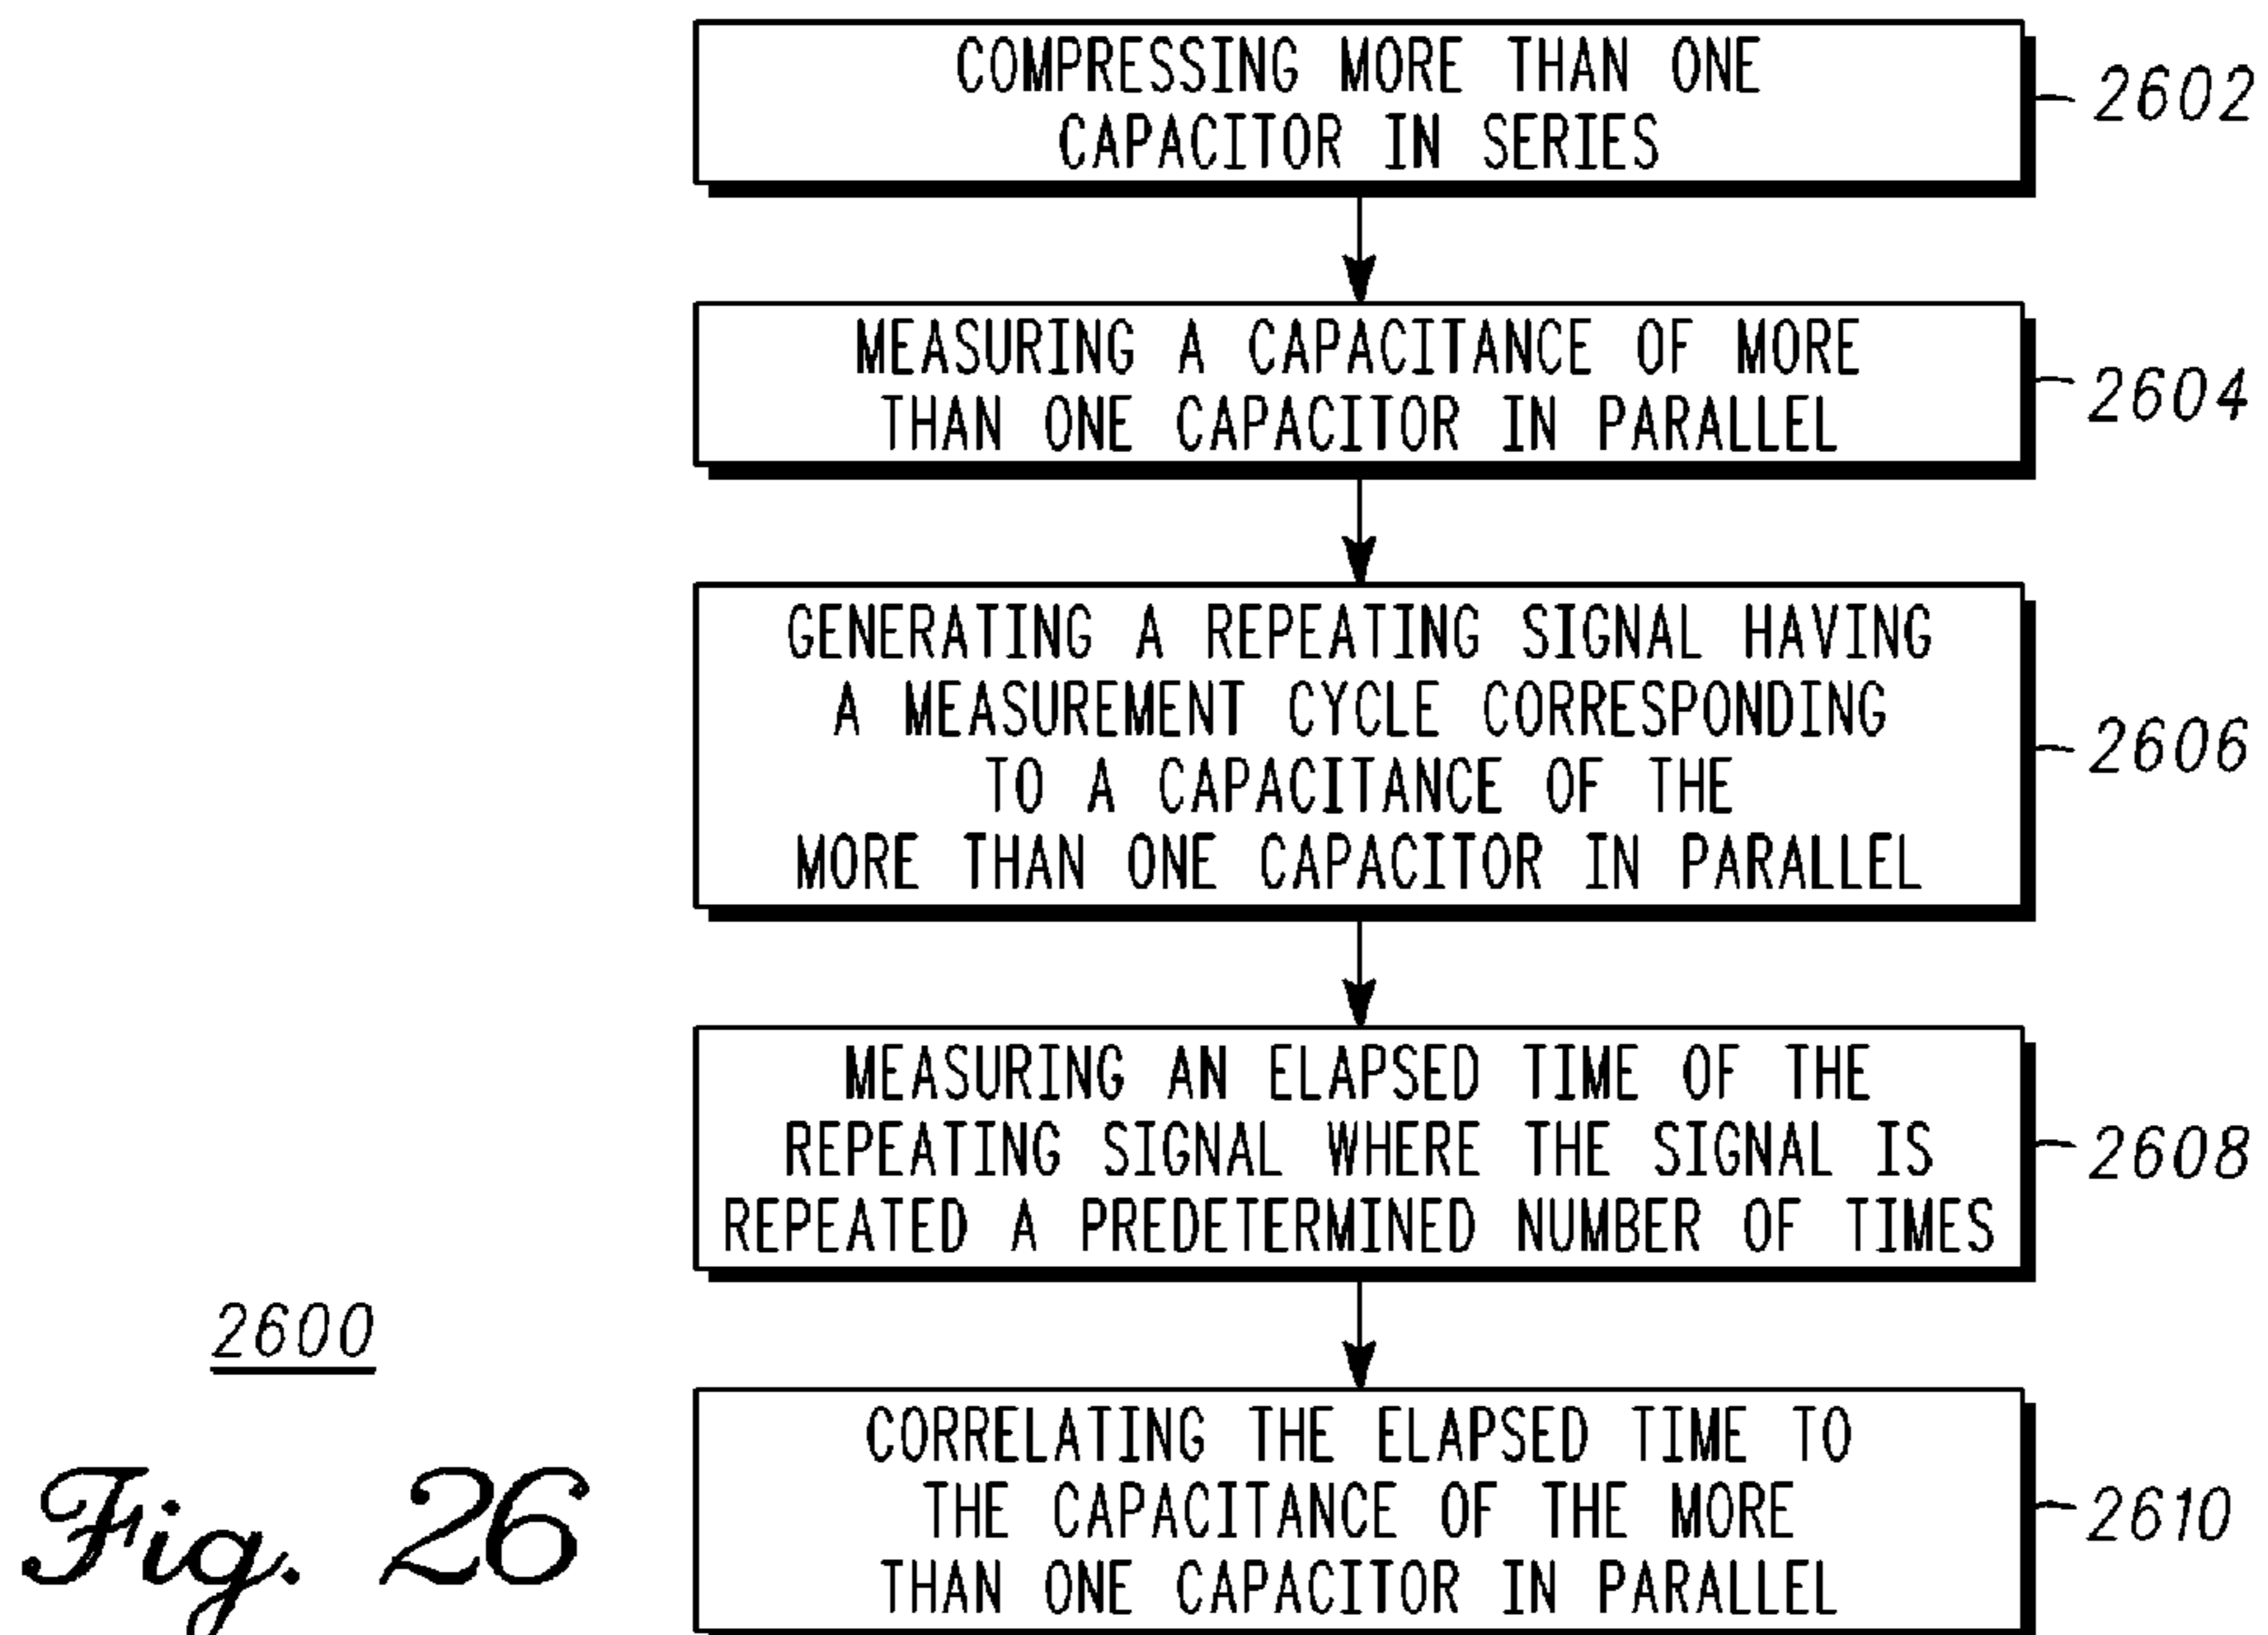 COMPRESSING MORE THAN ONE
CAPACITOR IN SERIES
2602
MEASURING A CAPACITANCE OF MORE
THAN ONE CAPACITOR IN PARALLEL
2604
GENERATING A REPEATING SIGNAL HAVING
A MEASUREMENT CYCLE CORRESPONDING
TO A CAPACITANCE OF THE
MORE THAN ONE CAPACITOR IN PARALLEL
2606
MEASURING AN ELAPSED TIME OF THE
REPEATING SIGNAL WHERE THE SIGNAL IS
REPEATED A PREDETERMINED NUMBER OF TIMES
2608
CORRELATING THE ELAPSED TIME TO
THE CAPACITANCE OF THE MORE
THAN ONE CAPACITOR IN PARALLEL
2610
2600
Fig. 26